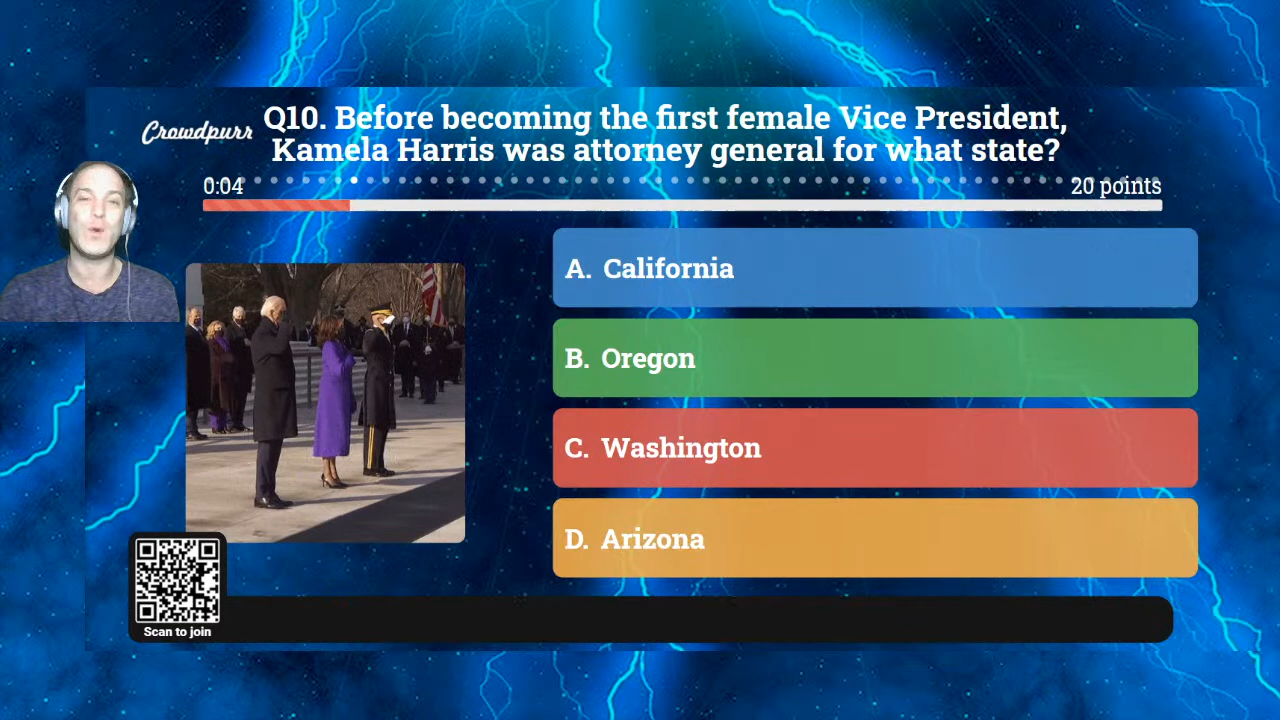 Crowdpurr
Q10. Before becoming the first female Vice President,
Kamela Harris was attorney general for what state?
0:04
20 points
A. California
B. Oregon
C. Washington
D. Arizona
Scan to join